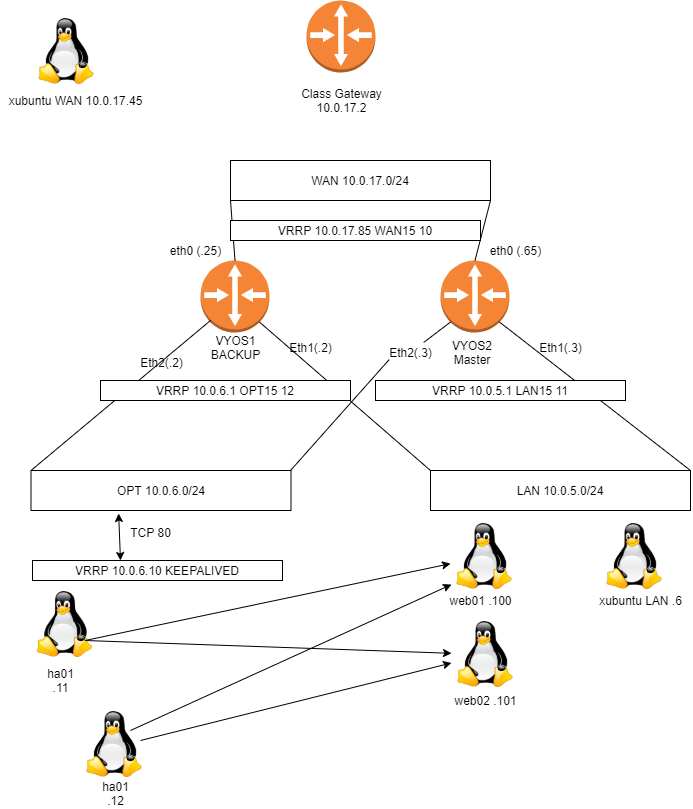 xubuntu WAN 10.0.17.45
Class Gateway
10.0.17.2
WAN 10.0.17.0/24
VRRP 10.0.17.85 WAN15 10
eth0 (.25)
eth0 (.65)
VYOS1
BACKUP
VYOS2
Master
Eth2(.2)
Eth1(.2)
Eth2(.3)
Eth1(.3)
VRRP 10.0.6.1 OPT15 12
VRRP 10.0.5.1 LAN15 11
OPT 10.0.6.0/24
LAN 10.0.5.0/24
TCP 80
VRRP 10.0.6.10 KEEPALIVED
web01 .100
xubuntu LAN .6
ha01
.11
web02 .101
ha01
.12